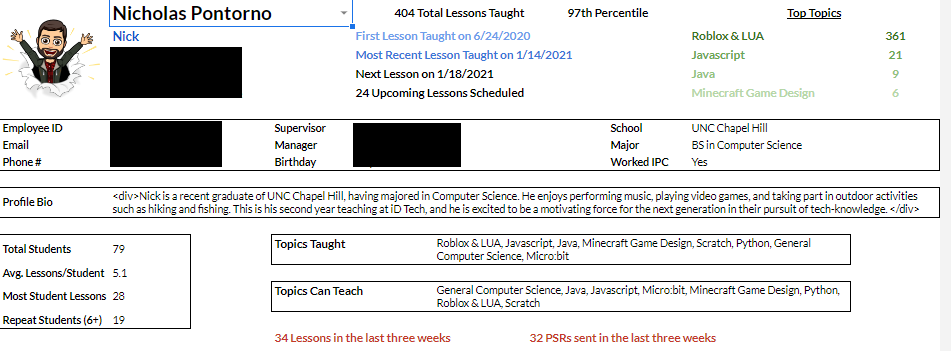 Nicholas Pontorno
404 Total Lessons Taught 97th Percentile Top Topics
Nick First Lesson Taught on 6/24/2020 Roblox & LUA 361
Most Recent Lesson Taught on 1/14/2021 Javascript 21
Next Lesson on 1/18/2021 Java 9
24 Upcoming Lessons Scheduled Minecraft Game Design 6
Employee ID Supervisor School UNC Chapel Hill
Email Manager Major BS in Computer Science
Phone # Birthday Worked IPC Yes
Profile Bio
<div>Nick is a recent graduate of UNC Chapel Hill, having majored in Computer Science. He enjoys performing music, playing video games, and taking part in outdoor activities
such as hiking and fishing. This is his second year teaching at iD Tech, and he is excited to be a motivating force for the next generation in their pursuit of tech-knowledge. </div>
Total Students 79
Avg. Lessons/Student 5.1
Most Student Lessons 28
Repeat Students (6+) 19
Topics Taught Roblox & LUA, Javascript, Java, Minecraft Game Design, Scratch, Python, General
Computer Science, Micro:bit
Topics Can Teach General Computer Science, Java, Javascript, Micro:bit, Minecraft Game Design, Python,
Roblox & LUA, Scratch
34 Lessons in the last three weeks 32 PSRs sent in the last three weeks